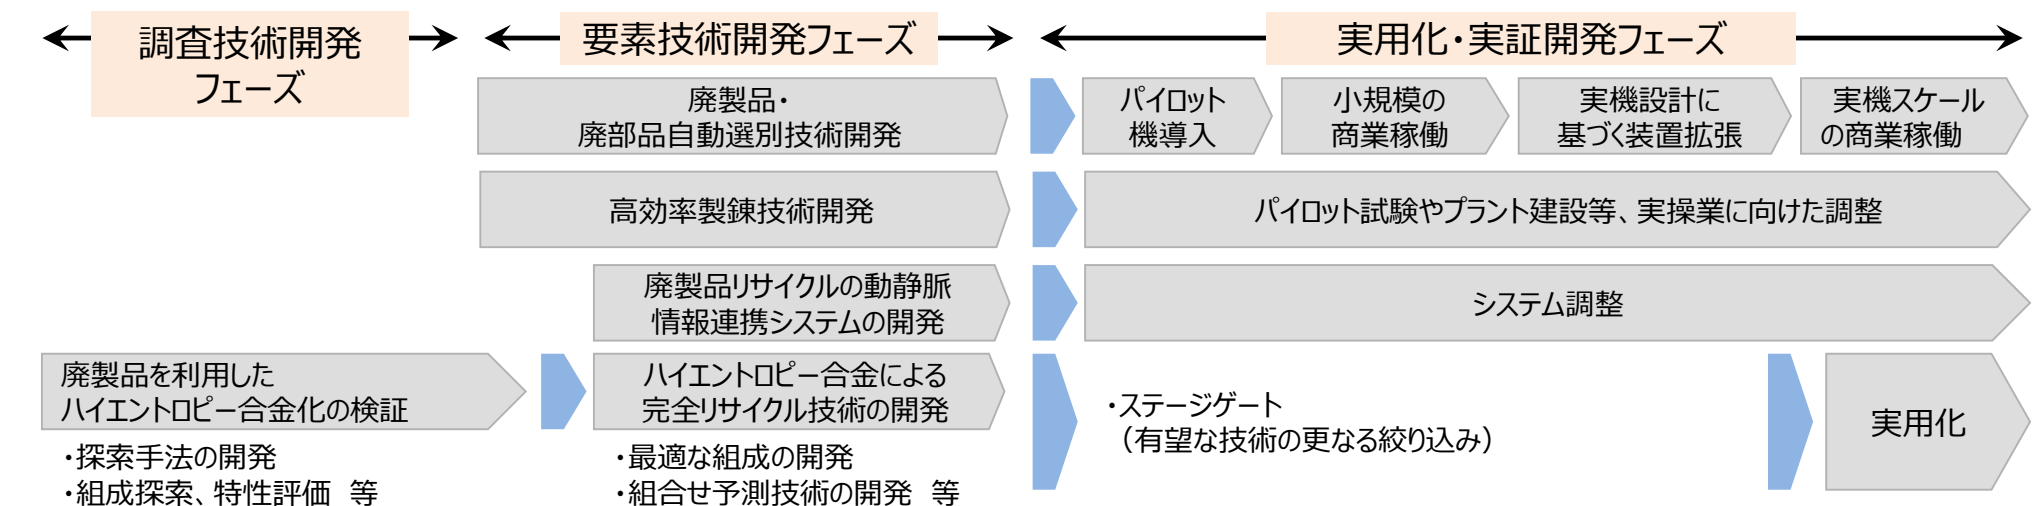 調査技術開発
フェーズ
要素技術開発フェーズ
実用化・実証開発フェーズ
廃製品・
廃部品自動選別技術開発
パイロット
機導入
小規模の
商業稼働
実機設計に
基づく装置拡張
実機スケール
の商業稼働
高効率製錬技術開発
パイロット試験やプラント建設等、実操業に向けた調整
廃製品リサイクルの動静脈
情報連携システムの開発
システム調整
廃製品を利用した
ハイエントロピー合金化の検証
・探索手法の開発
・組成探索、特性評価　等
ハイエントロピー合金による
完全リサイクル技術の開発
・最適な組成の開発
・組合せ予測技術の開発　等
・ステージゲート
（有望な技術の更なる絞り込み）
実用化